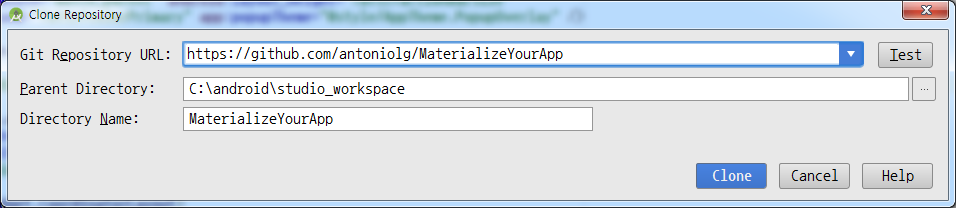 Clone Repository
Git Repository URL: https://github.com/antoniolg/MaterializeYourApp Test
Parent Directory: C:\android\studio_workspace ...
Directory Name: MaterializeYourApp
Clone Cancel Help